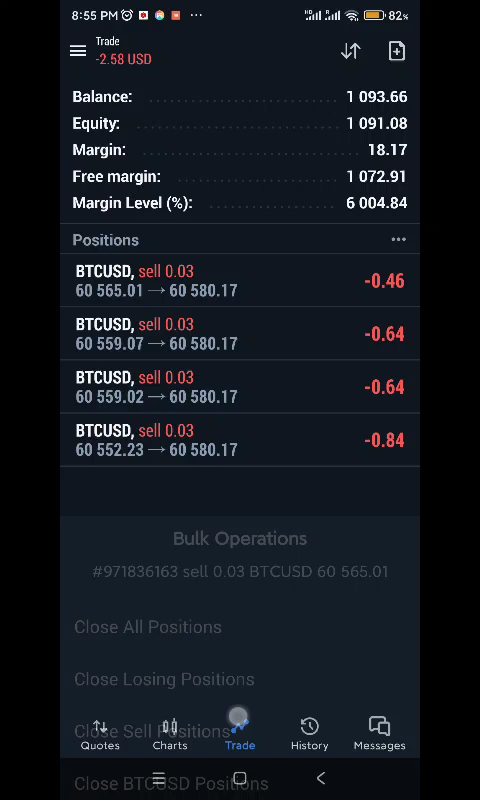 8:55 PM
82%
Trade
-2.58 USD
Balance: 1 093.66
Equity: 1 091.08
Margin: 18.17
Free margin: 1 072.91
Margin Level (%): 6 004.84
Positions
BTCUSD, sell 0.03
60 565.01 → 60 580.17
-0.46
BTCUSD, sell 0.03
60 559.07 → 60 580.17
-0.64
BTCUSD, sell 0.03
60 559.02 → 60 580.17
-0.64
BTCUSD, sell 0.03
60 552.23 → 60 580.17
-0.84
Bulk Operations
#971836163 sell 0.03 BTCUSD 60 565.01
Close All Positions
Close Losing Positions
Close Sell Positions
Quotes Charts Trade History Messages
Close BTCUSD Positions